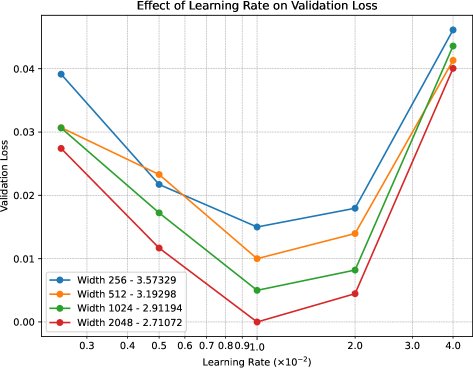 Effect of Learning Rate on Validation Loss
Validation Loss
0.04
0.03
0.02
0.01
0.00
Width 256 - 3.57329
Width 512 - 3.19298
Width 1024 - 2.91194
Width 2048 - 2.71072
0.3 0.4 0.5 0.6 0.7 0.8 0.9 1.0 2.0 3.0 4.0
Learning Rate (×10⁻²)